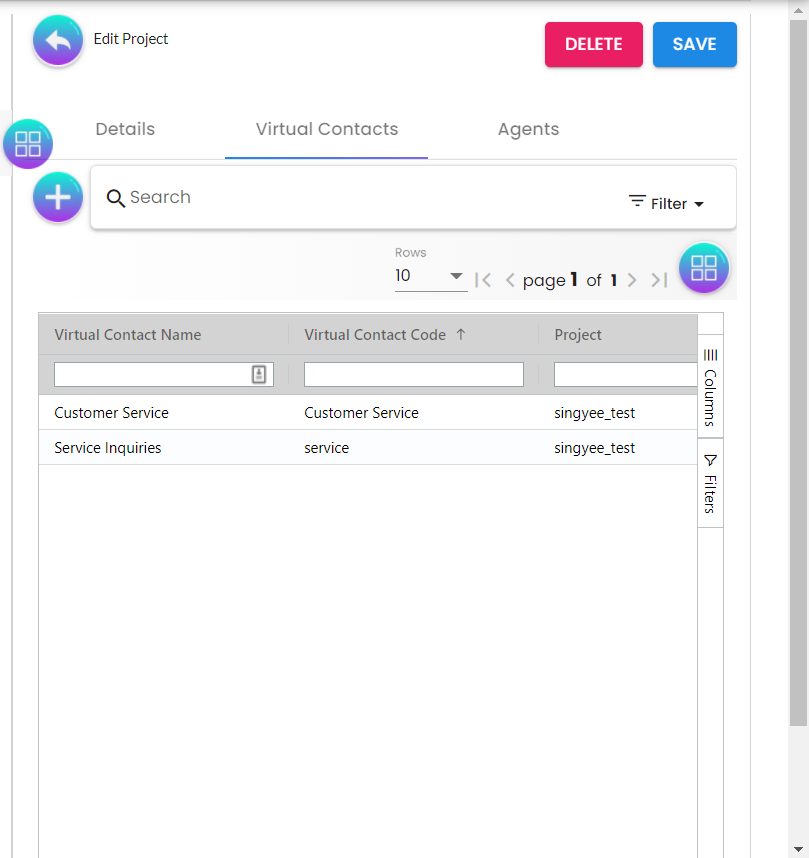 Edit Project
DELETE
SAVE
Details Virtual Contacts Agents
Search
Filter
Rows
10
page 1 of 1
Virtual Contact Name Virtual Contact Code Project
Customer Service Customer Service singyee_test
Service Inquiries service singyee_test
Columns
Filters